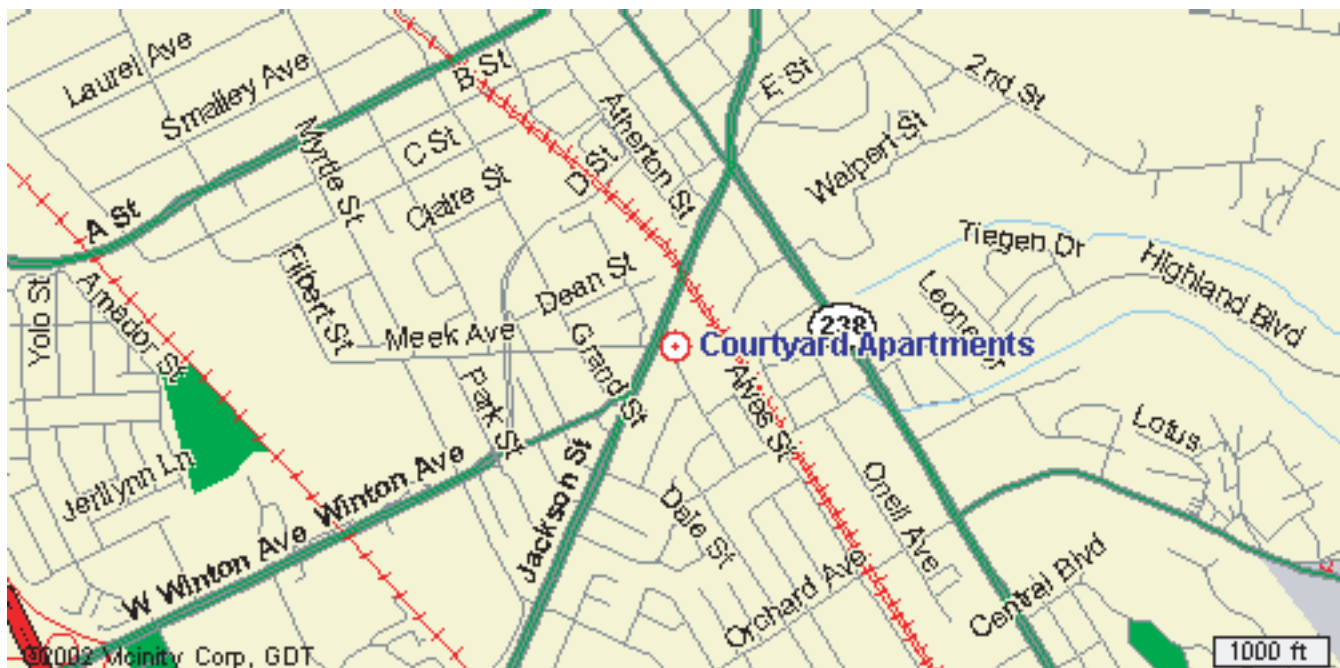 Laurel Ave
Smalley Ave
B St
E St
2nd St
Myrtle St
C St
Atherton St
D St
Walpert St
Claire St
A St
Filbert St
Dean St
Tiegen Dr
Highland Blvd
Yolo St
Amador St
Meek Ave
Grand St
238
Courtyard Apartments
Park St
Alves St
Lotus
Jerilynn Ln
Winton Ave
W Winton Ave
Jackson St
Dale St
Oneil Ave
Orchard Ave
Central Blvd
©2002 Vicinity Corp, GDT
1000 ft